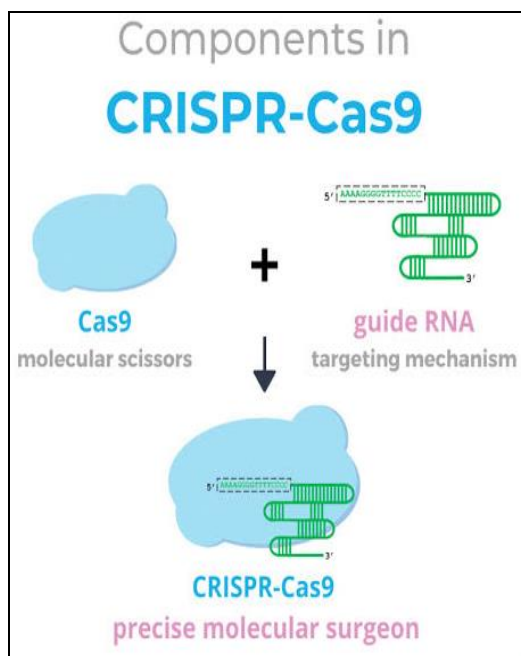 Components in
CRISPR-Cas9
5' AAAAGGGGTTTTCCCC
3'
+
Cas9
molecular scissors
guide RNA
targeting mechanism
5' AAAAGGGGTTTTCCCC
3'
CRISPR-Cas9
precise molecular surgeon